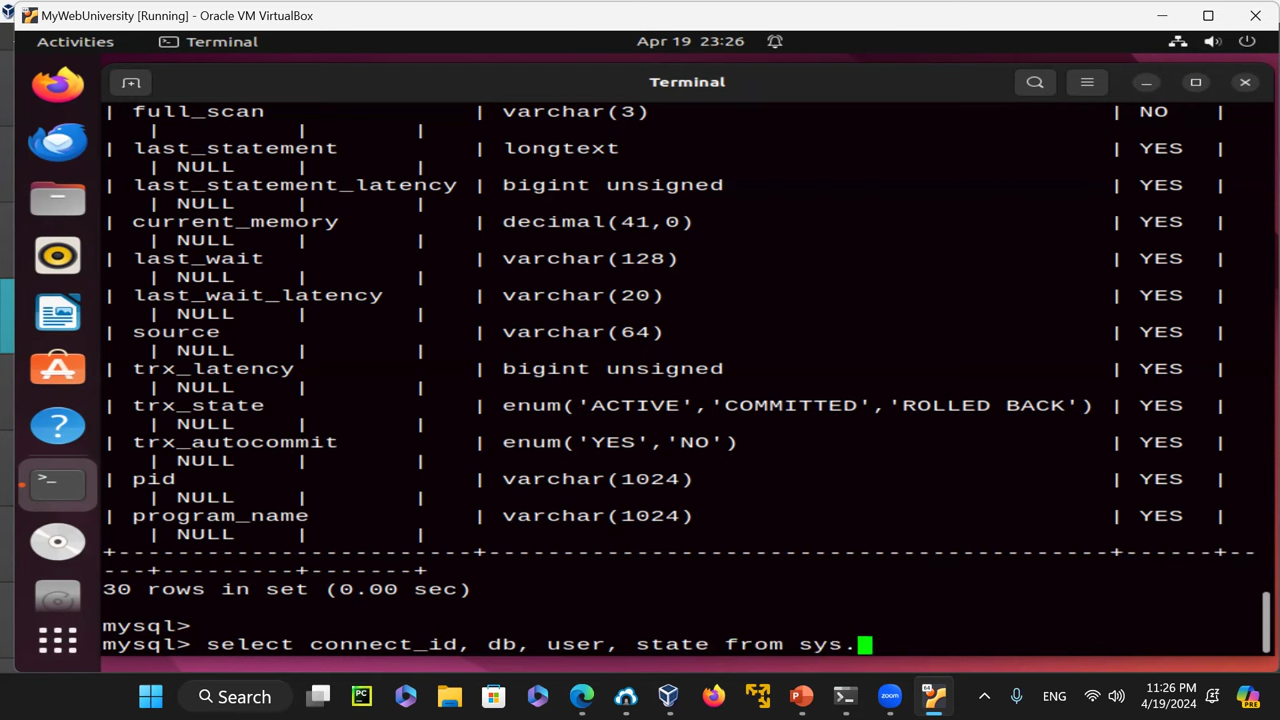 MyWebUniversity [Running] - Oracle VM VirtualBox
Activities Terminal Apr 19 23:26
Terminal
| full_scan | varchar(3) | NO |
| | |
| last_statement | longtext | YES |
| NULL | |
| last_statement_latency | bigint unsigned | YES |
| NULL | |
| current_memory | decimal(41,0) | YES |
| NULL | |
| last_wait | varchar(128) | YES |
| NULL | |
| last_wait_latency | varchar(20) | YES |
| NULL | |
| source | varchar(64) | YES |
| NULL | |
| trx_latency | bigint unsigned | YES |
| NULL | |
| trx_state | enum('ACTIVE','COMMITTED','ROLLED BACK') | YES |
| NULL | |
| trx_autocommit | enum('YES','NO') | YES |
| NULL | |
| pid | varchar(1024) | YES |
| NULL | |
| program_name | varchar(1024) | YES |
| NULL | |
+-------------------------+-------------------------------------------+------+--
---+---------+-------+
30 rows in set (0.00 sec)
mysql>
mysql> select connect_id, db, user, state from sys.
Search
PC
zoom
ENG
11:26 PM
4/19/2024
PRE